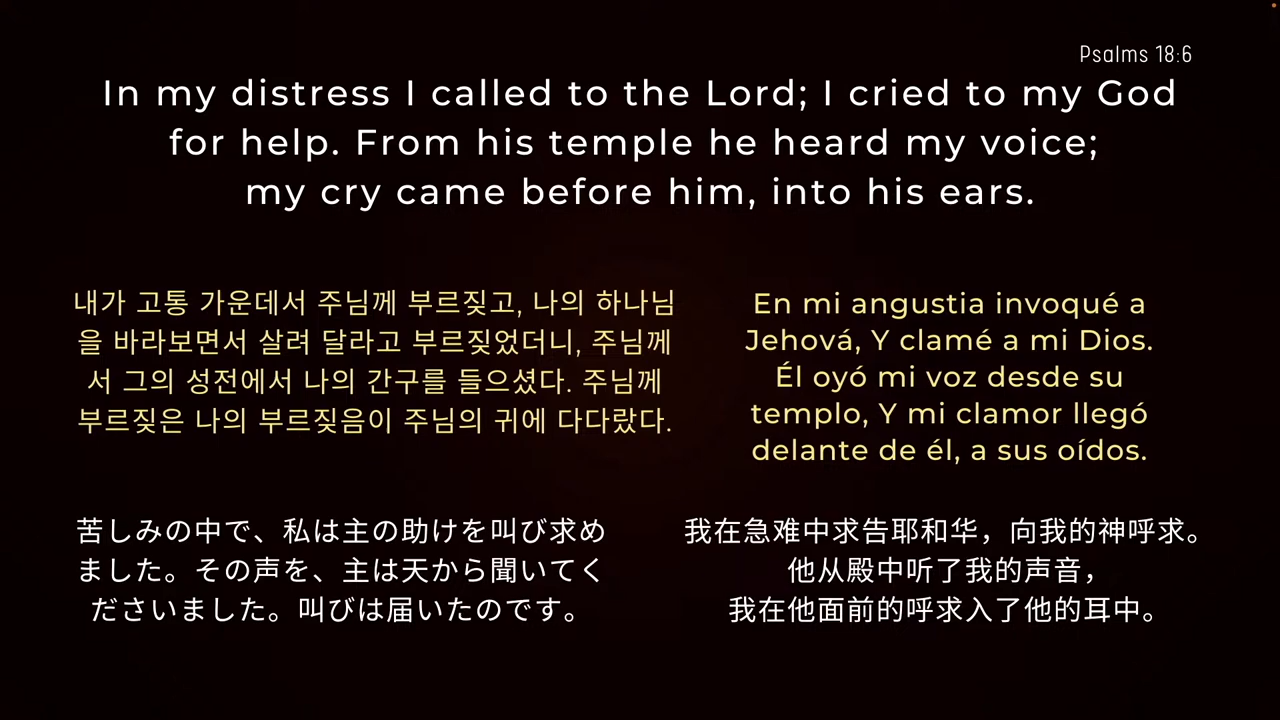 Psalms 18:6
In my distress I called to the Lord; I cried to my God
for help. From his temple he heard my voice;
my cry came before him, into his ears.
내가 고통 가운데서 주님께 부르짖고, 나의 하나님
을 바라보면서 살려 달라고 부르짖었더니, 주님께
서 그의 성전에서 나의 간구를 들으셨다. 주님께
부르짖은 나의 부르짖음이 주님의 귀에 다다랐다.
En mi angustia invoqué a
Jehová, Y clamé a mi Dios.
Él oyó mi voz desde su
templo, Y mi clamor llegó
delante de él, a sus oídos.
苦しみの中で、私は主の助けを叫び求め
ました。その声を、主は天から聞いてく
ださいました。叫びは届いたのです。
我在急难中求告耶和华，向我的神呼求。
他从殿中听了我的声音，
我在他面前的呼求入了他的耳中。